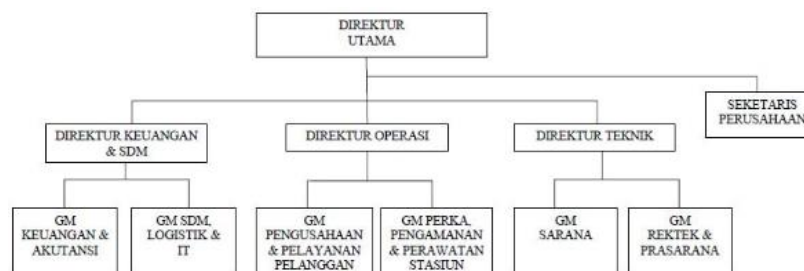 DIREKTUR
UTAMA
SEKETARIS
PERUSAHAAN
DIREKTUR KEUANGAN
& SDM
DIREKTUR OPERASI
DIREKTUR TEKNIK
GM
KEUANGAN &
AKUTANSI
GM SDM,
LOGISTIK &
IT
GM
PENGUSAHAAN
& PELAYANAN
PELANGGAN
GM PERKA,
PENGAMANAN
& PERAWATAN
STASIUN
GM
SARANA
GM
REKTEK &
PRASARANA